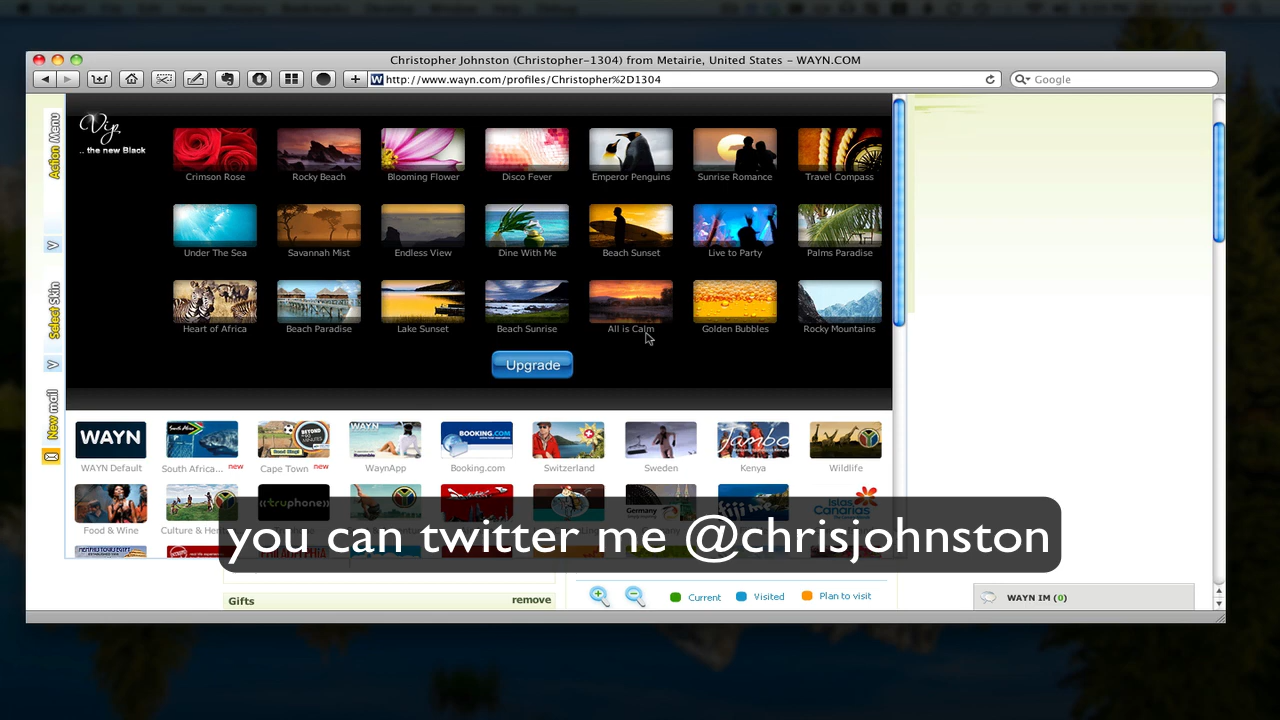 Christopher Johnston (Christopher-1304) from Metairie, United States – WAYN.COM
http://www.wayn.com/profiles/Christopher%2D1304
Google
Action Menu
Select Skin
New mail
Vip.
.. the new Black
Crimson Rose Rocky Beach Blooming Flower Disco Fever Emperor Penguins Sunrise Romance Travel Compass
Under The Sea Savannah Mist Endless View Dine With Me Beach Sunset Live to Party Palms Paradise
Heart of Africa Beach Paradise Lake Sunset Beach Sunrise All is Calm Golden Bubbles Rocky Mountains
Upgrade
WAYN BOOKING.COM Jambo
WAYN Default South Africa... new Cape Town new WaynApp Booking.com Switzerland Sweden Kenya Wildlife
((truphone)) Germany Islas Canarias
Food & Wine Culture & Her
you can twitter me @chrisjohnston
Gifts remove
Current Visited Plan to visit
WAYN IM (0)